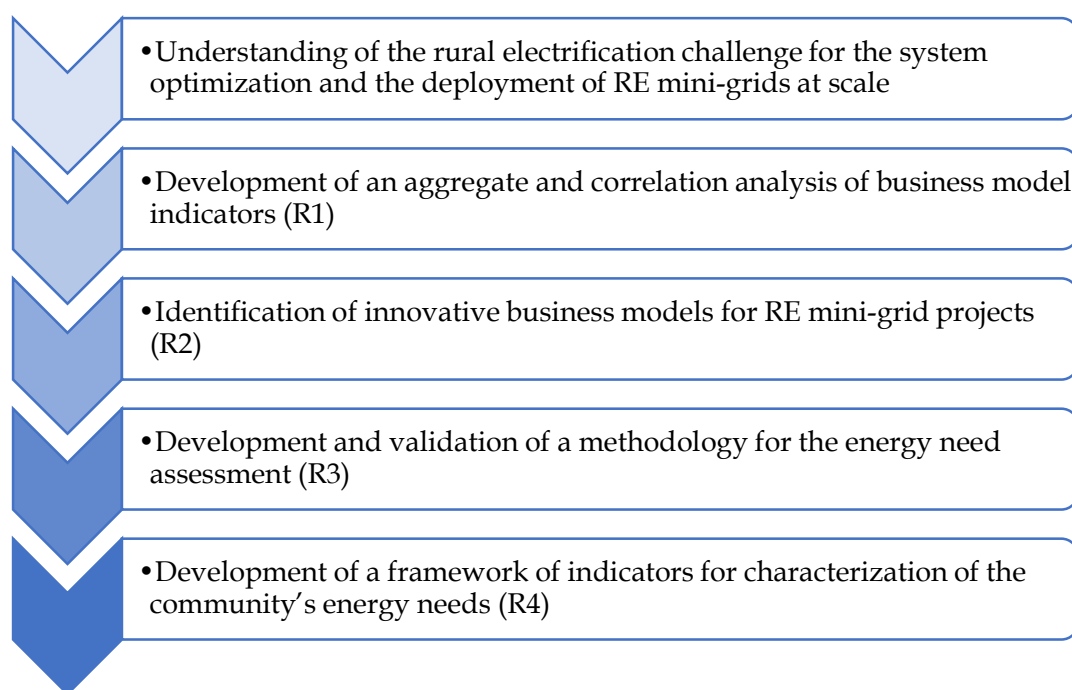 •Understanding of the rural electrification challenge for the system
optimization and the deployment of RE mini-grids at scale
•Development of an aggregate and correlation analysis of business model
indicators (R1)
•Identification of innovative business models for RE mini-grid projects
(R2)
•Development and validation of a methodology for the energy need
assessment (R3)
•Development of a framework of indicators for characterization of the
community’s energy needs (R4)